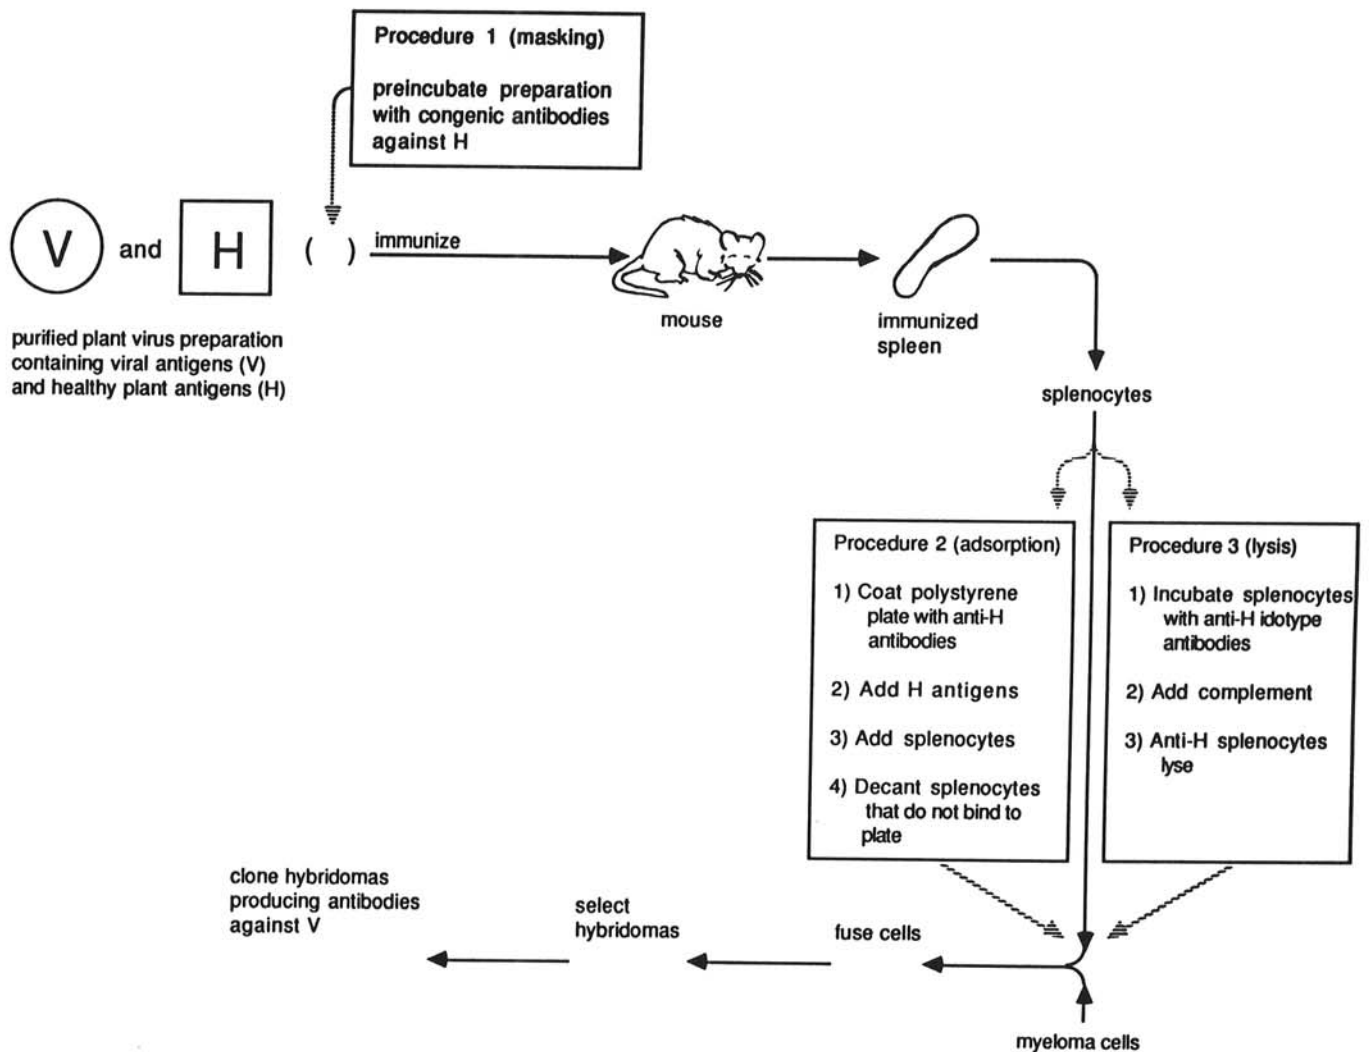 Procedure 1 (masking)
preincubate preparation
with congenic antibodies
against H
V and H ( ) immunize
mouse
immunized
spleen
purified plant virus preparation
containing viral antigens (V)
and healthy plant antigens (H)
splenocytes
Procedure 2 (adsorption)
1) Coat polystyrene
plate with anti-H
antibodies
2) Add H antigens
3) Add splenocytes
4) Decant splenocytes
that do not bind to
plate
Procedure 3 (lysis)
1) Incubate splenocytes
with anti-H idotype
antibodies
2) Add complement
3) Anti-H splenocytes
lyse
clone hybridomas
producing antibodies
against V
select
hybridomas
fuse cells
myeloma cells